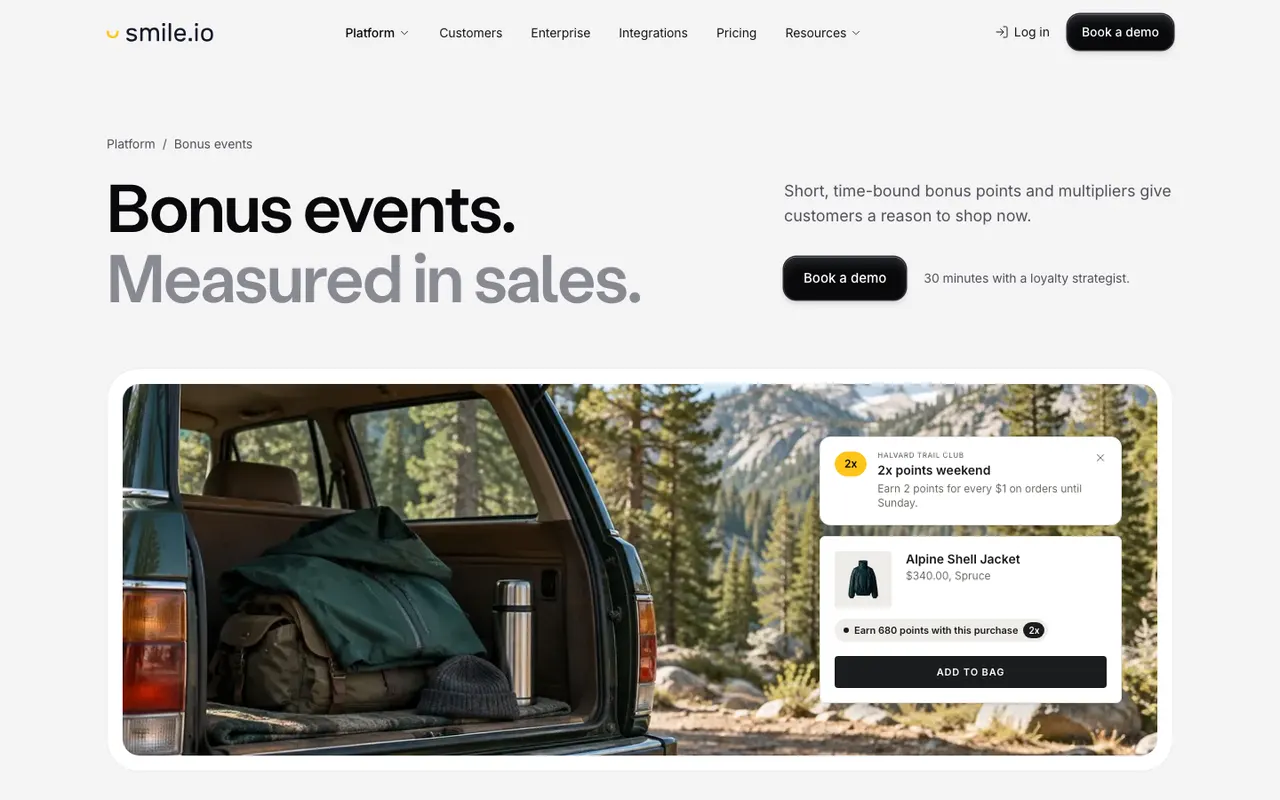 smile.io
Platform
Customers
Enterprise
Integrations
Pricing
Resources
Log in
Book a demo
Platform / Bonus events
Bonus events.
Measured in sales.
Short, time-bound bonus points and multipliers give
customers a reason to shop now.
Book a demo
30 minutes with a loyalty strategist.
2x
HALVARD TRAIL CLUB
2x points weekend
Earn 2 points for every $1 on orders until
Sunday.
Alpine Shell Jacket
$340.00, Spruce
Earn 680 points with this purchase 2x
ADD TO BAG